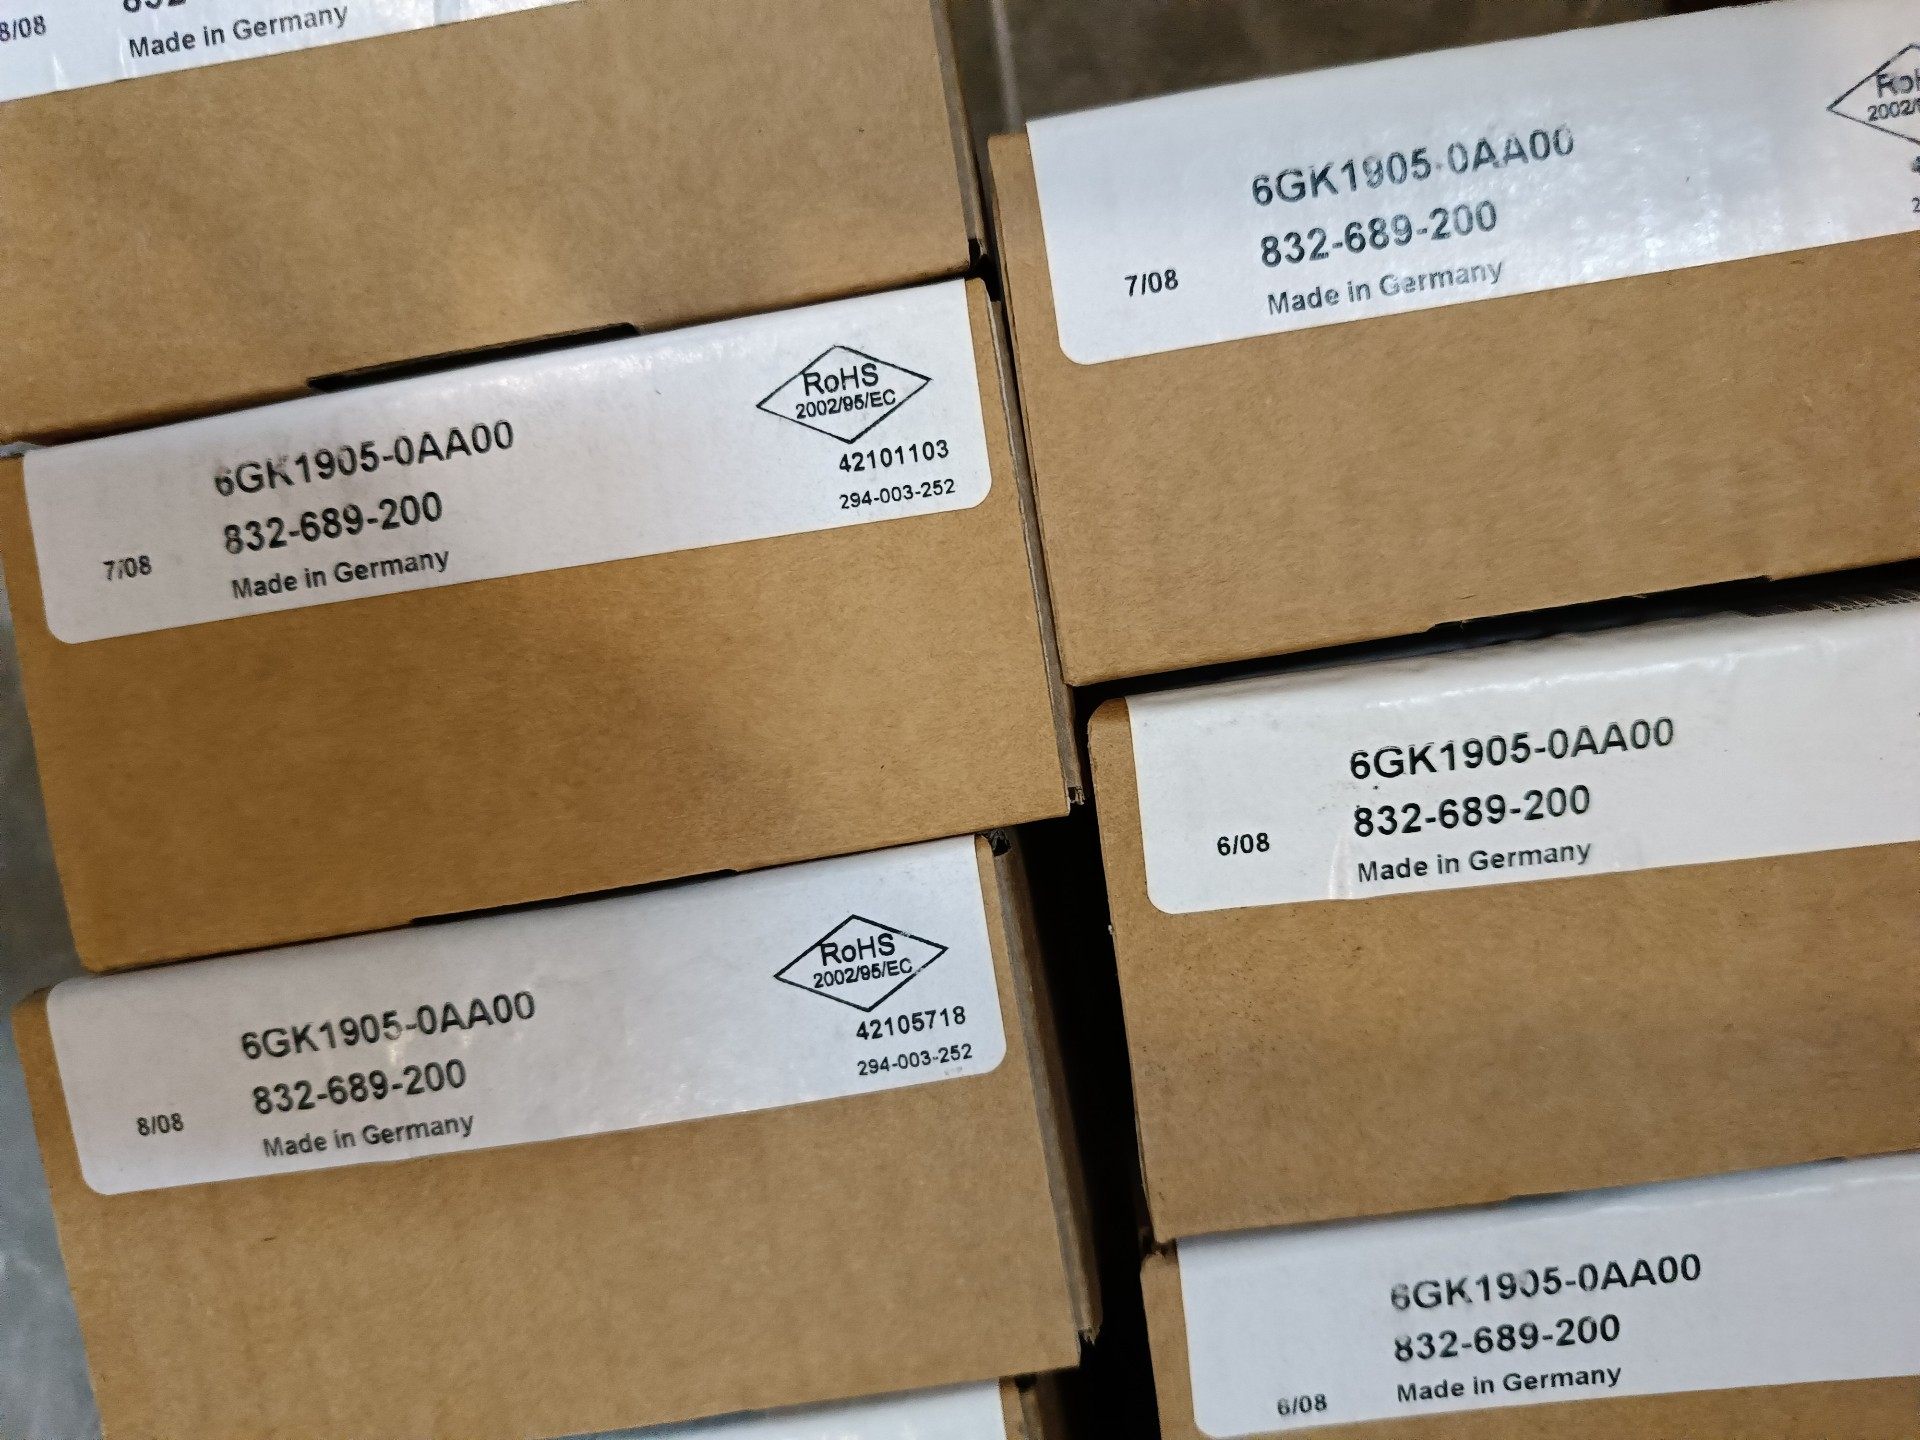 8/08
Made in Germany
6GK1905-0AA00
832-689-200
7/08
Made in Germany
RoHS
2002/95/EC
42101103
294-003-252
6GK1905-0AA00
832-689-200
7/08
Made in Germany
RoHS
2002/95/EC
42105718
294-003-252
6GK1905-0AA00
832-689-200
8/08
Made in Germany
6GK1905-0AA00
832-689-200
6/08
Made in Germany
6GK1905-0AA00
832-689-200
6/08
Made in Germany